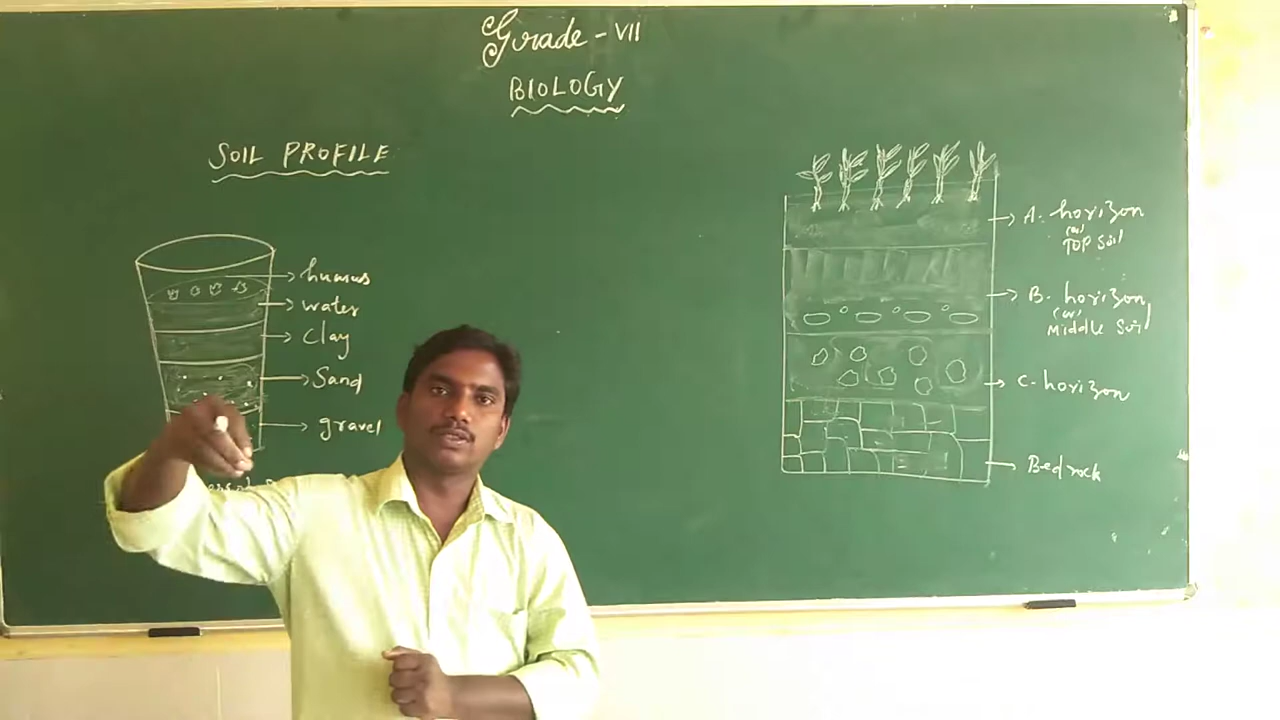 Grade - VII
BIOLOGY
SOIL PROFILE
humus
water
Clay
Sand
gravel
A. horizon
(or)
TOP Soil
B. horizon
(or)
Middle Soil
C-horizon
Bedrock